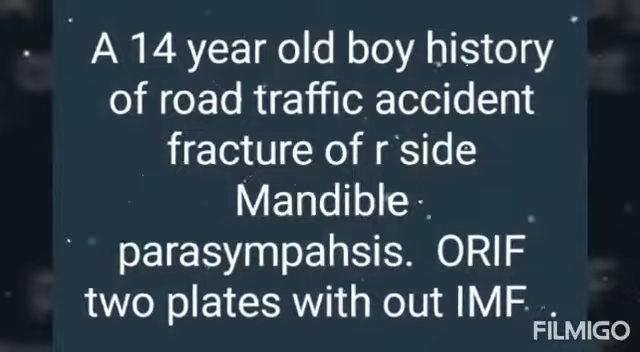 A 14 year old boy history
of road traffic accident
fracture of r side
Mandible
parasympahsis. ORIF
two plates with out IMF .
FILMIGO